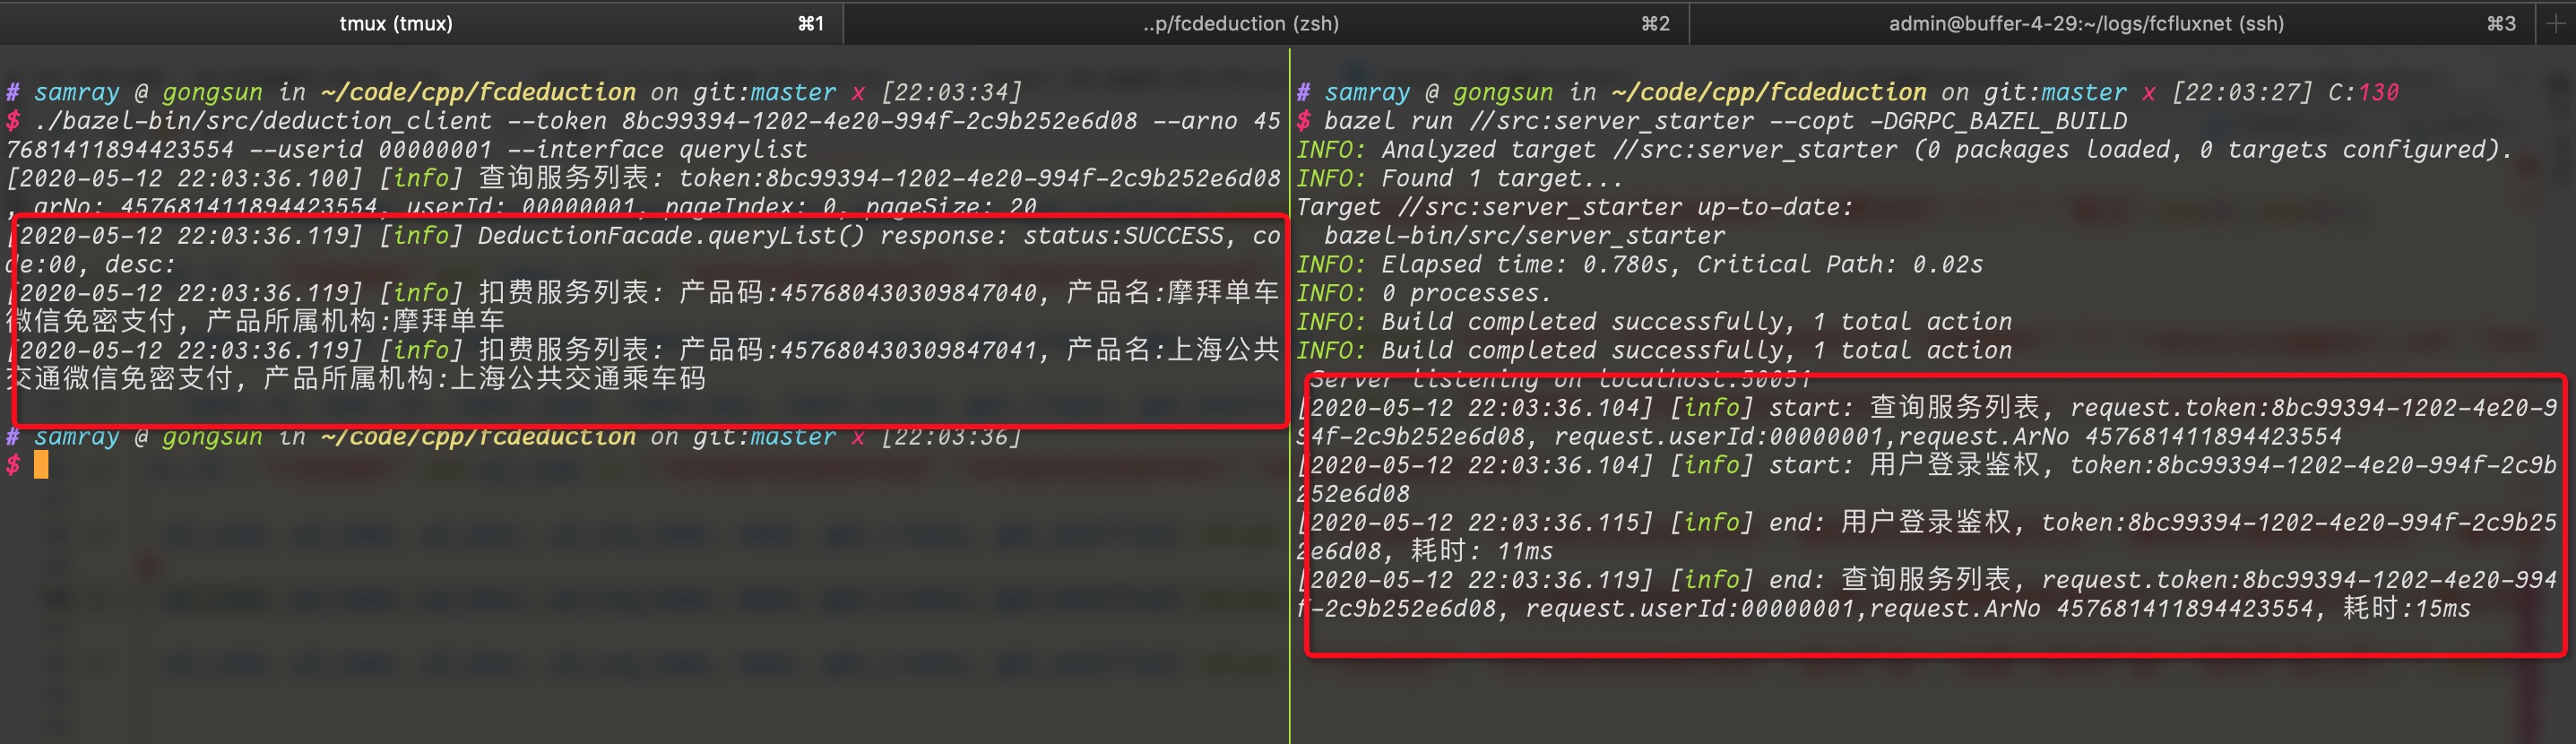 tmux (tmux) ⌘1 ..p/fcdeduction (zsh) ⌘2 admin@buffer-4-29:~/logs/fcfluxnet (ssh) ⌘3
# samray @ gongsun in ~/code/cpp/fcdeduction on git:master x [22:03:34]
$ ./bazel-bin/src/deduction_client --token 8bc99394-1202-4e20-994f-2c9b252e6d08 --arno 45
7681411894423554 --userid 00000001 --interface querylist
[2020-05-12 22:03:36.100] [info] 查询服务列表: token:8bc99394-1202-4e20-994f-2c9b252e6d08
, arNo: 457681411894423554, userId: 00000001, pageIndex: 0, pageSize: 20
[2020-05-12 22:03:36.119] [info] DeductionFacade.queryList() response: status:SUCCESS, co
de:00, desc:
[2020-05-12 22:03:36.119] [info] 扣费服务列表: 产品码:457680430309847040, 产品名:摩拜单车
微信免密支付, 产品所属机构:摩拜单车
[2020-05-12 22:03:36.119] [info] 扣费服务列表: 产品码:457680430309847041, 产品名:上海公共
交通微信免密支付, 产品所属机构:上海公共交通乘车码
# samray @ gongsun in ~/code/cpp/fcdeduction on git:master x [22:03:36]
$
# samray @ gongsun in ~/code/cpp/fcdeduction on git:master x [22:03:27] C:130
$ bazel run //src:server_starter --copt -DGRPC_BAZEL_BUILD
INFO: Analyzed target //src:server_starter (0 packages loaded, 0 targets configured).
INFO: Found 1 target...
Target //src:server_starter up-to-date:
bazel-bin/src/server_starter
INFO: Elapsed time: 0.780s, Critical Path: 0.02s
INFO: 0 processes.
INFO: Build completed successfully, 1 total action
INFO: Build completed successfully, 1 total action
Server listening on localhost:50051
[2020-05-12 22:03:36.104] [info] start: 查询服务列表, request.token:8bc99394-1202-4e20-9
94f-2c9b252e6d08, request.userId:00000001,request.ArNo 457681411894423554
[2020-05-12 22:03:36.104] [info] start: 用户登录鉴权, token:8bc99394-1202-4e20-994f-2c9b
252e6d08
[2020-05-12 22:03:36.115] [info] end: 用户登录鉴权, token:8bc99394-1202-4e20-994f-2c9b25
2e6d08, 耗时: 11ms
[2020-05-12 22:03:36.119] [info] end: 查询服务列表, request.token:8bc99394-1202-4e20-994
f-2c9b252e6d08, request.userId:00000001,request.ArNo 457681411894423554, 耗时:15ms